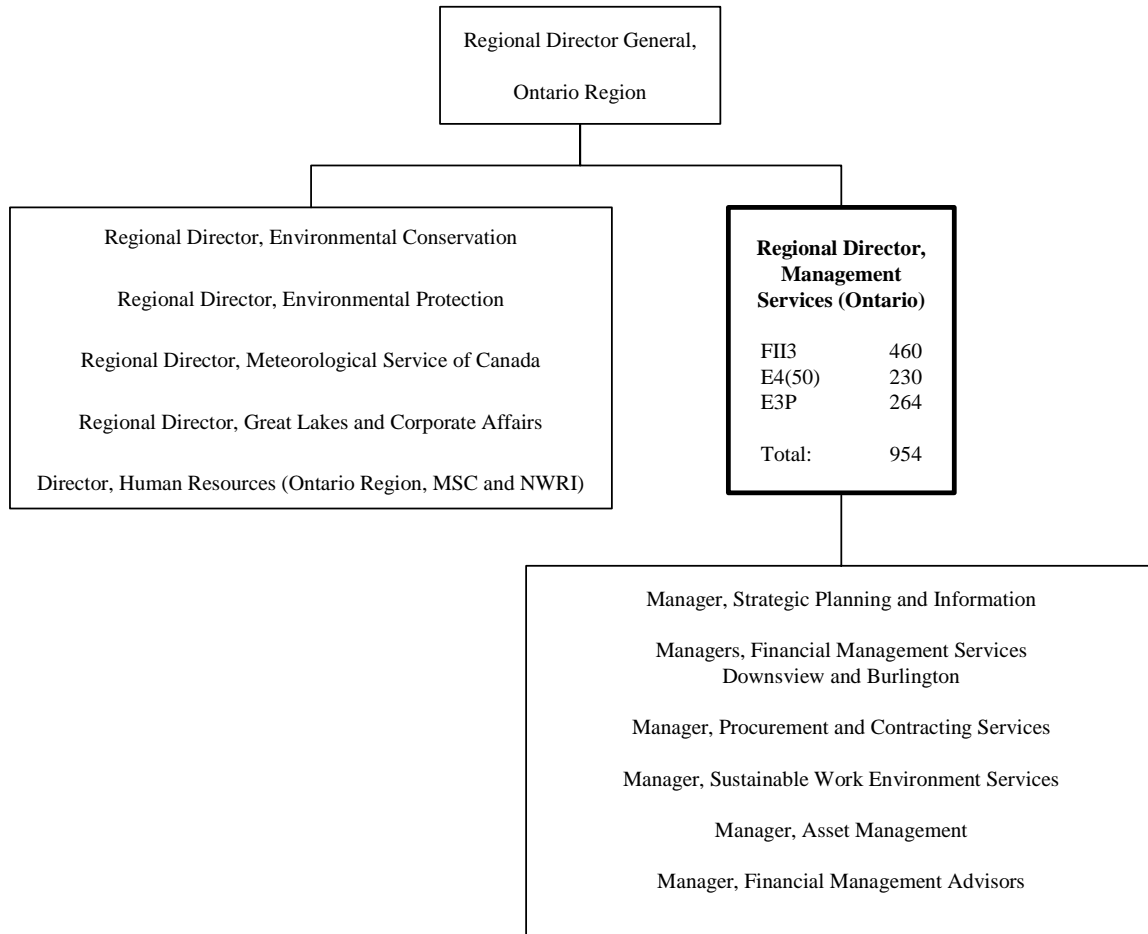 Regional Director General,
Ontario Region
Regional Director, Environmental Conservation
Regional Director, Environmental Protection
Regional Director, Meteorological Service of Canada
Regional Director, Great Lakes and Corporate Affairs
Director, Human Resources (Ontario Region, MSC and NWRI)
Regional Director,
Management
Services (Ontario)
FII3 460
E4(50) 230
E3P 264
Total: 954
Manager, Strategic Planning and Information
Managers, Financial Management Services
Downsview and Burlington
Manager, Procurement and Contracting Services
Manager, Sustainable Work Environment Services
Manager, Asset Management
Manager, Financial Management Advisors